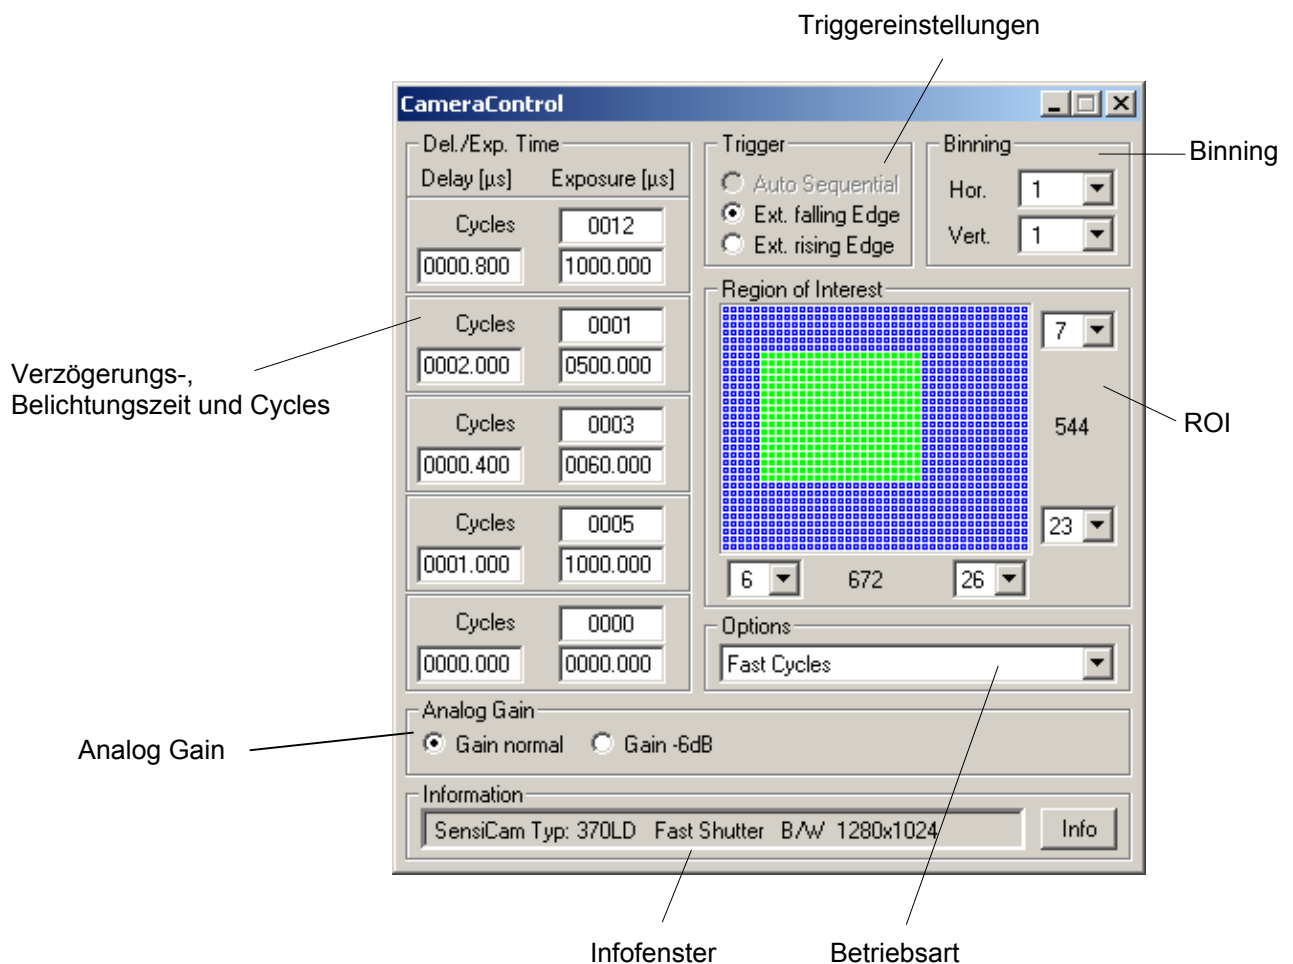 Triggereinstellungen
CameraControl
Del./Exp. Time
Delay [µs] Exposure [µs]
Cycles 0012
0000.800 1000.000
Cycles 0001
0002.000 0500.000
Cycles 0003
0000.400 0060.000
Cycles 0005
0001.000 1000.000
Cycles 0000
0000.000 0000.000
Trigger
Auto Sequential
Ext. falling Edge
Ext. rising Edge
Binning
Hor. 1
Vert. 1
Binning
Region of Interest
7
544
23
6 672 26
ROI
Verzögerungs-,
Belichtungszeit und Cycles
Options
Fast Cycles
Analog Gain
Gain normal Gain -6dB
Analog Gain
Information
SensiCam Typ: 370LD Fast Shutter B/W 1280x1024
Info
Infofenster
Betriebsart